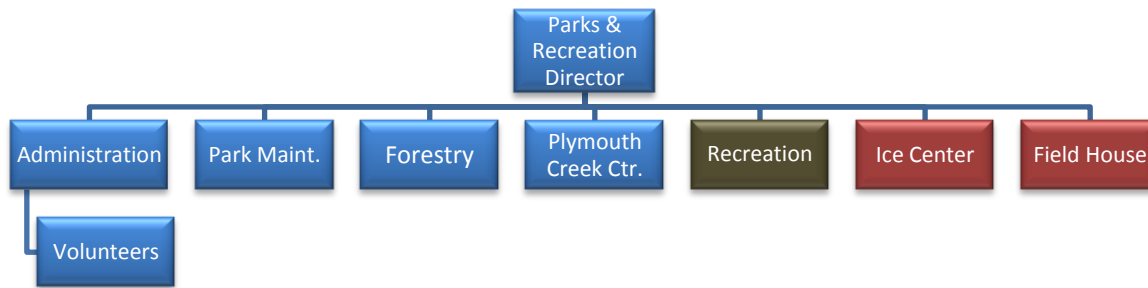 Parks &
Recreation
Director
Administration
Park Maint.
Forestry
Plymouth
Creek Ctr.
Recreation
Ice Center
Field House
Volunteers